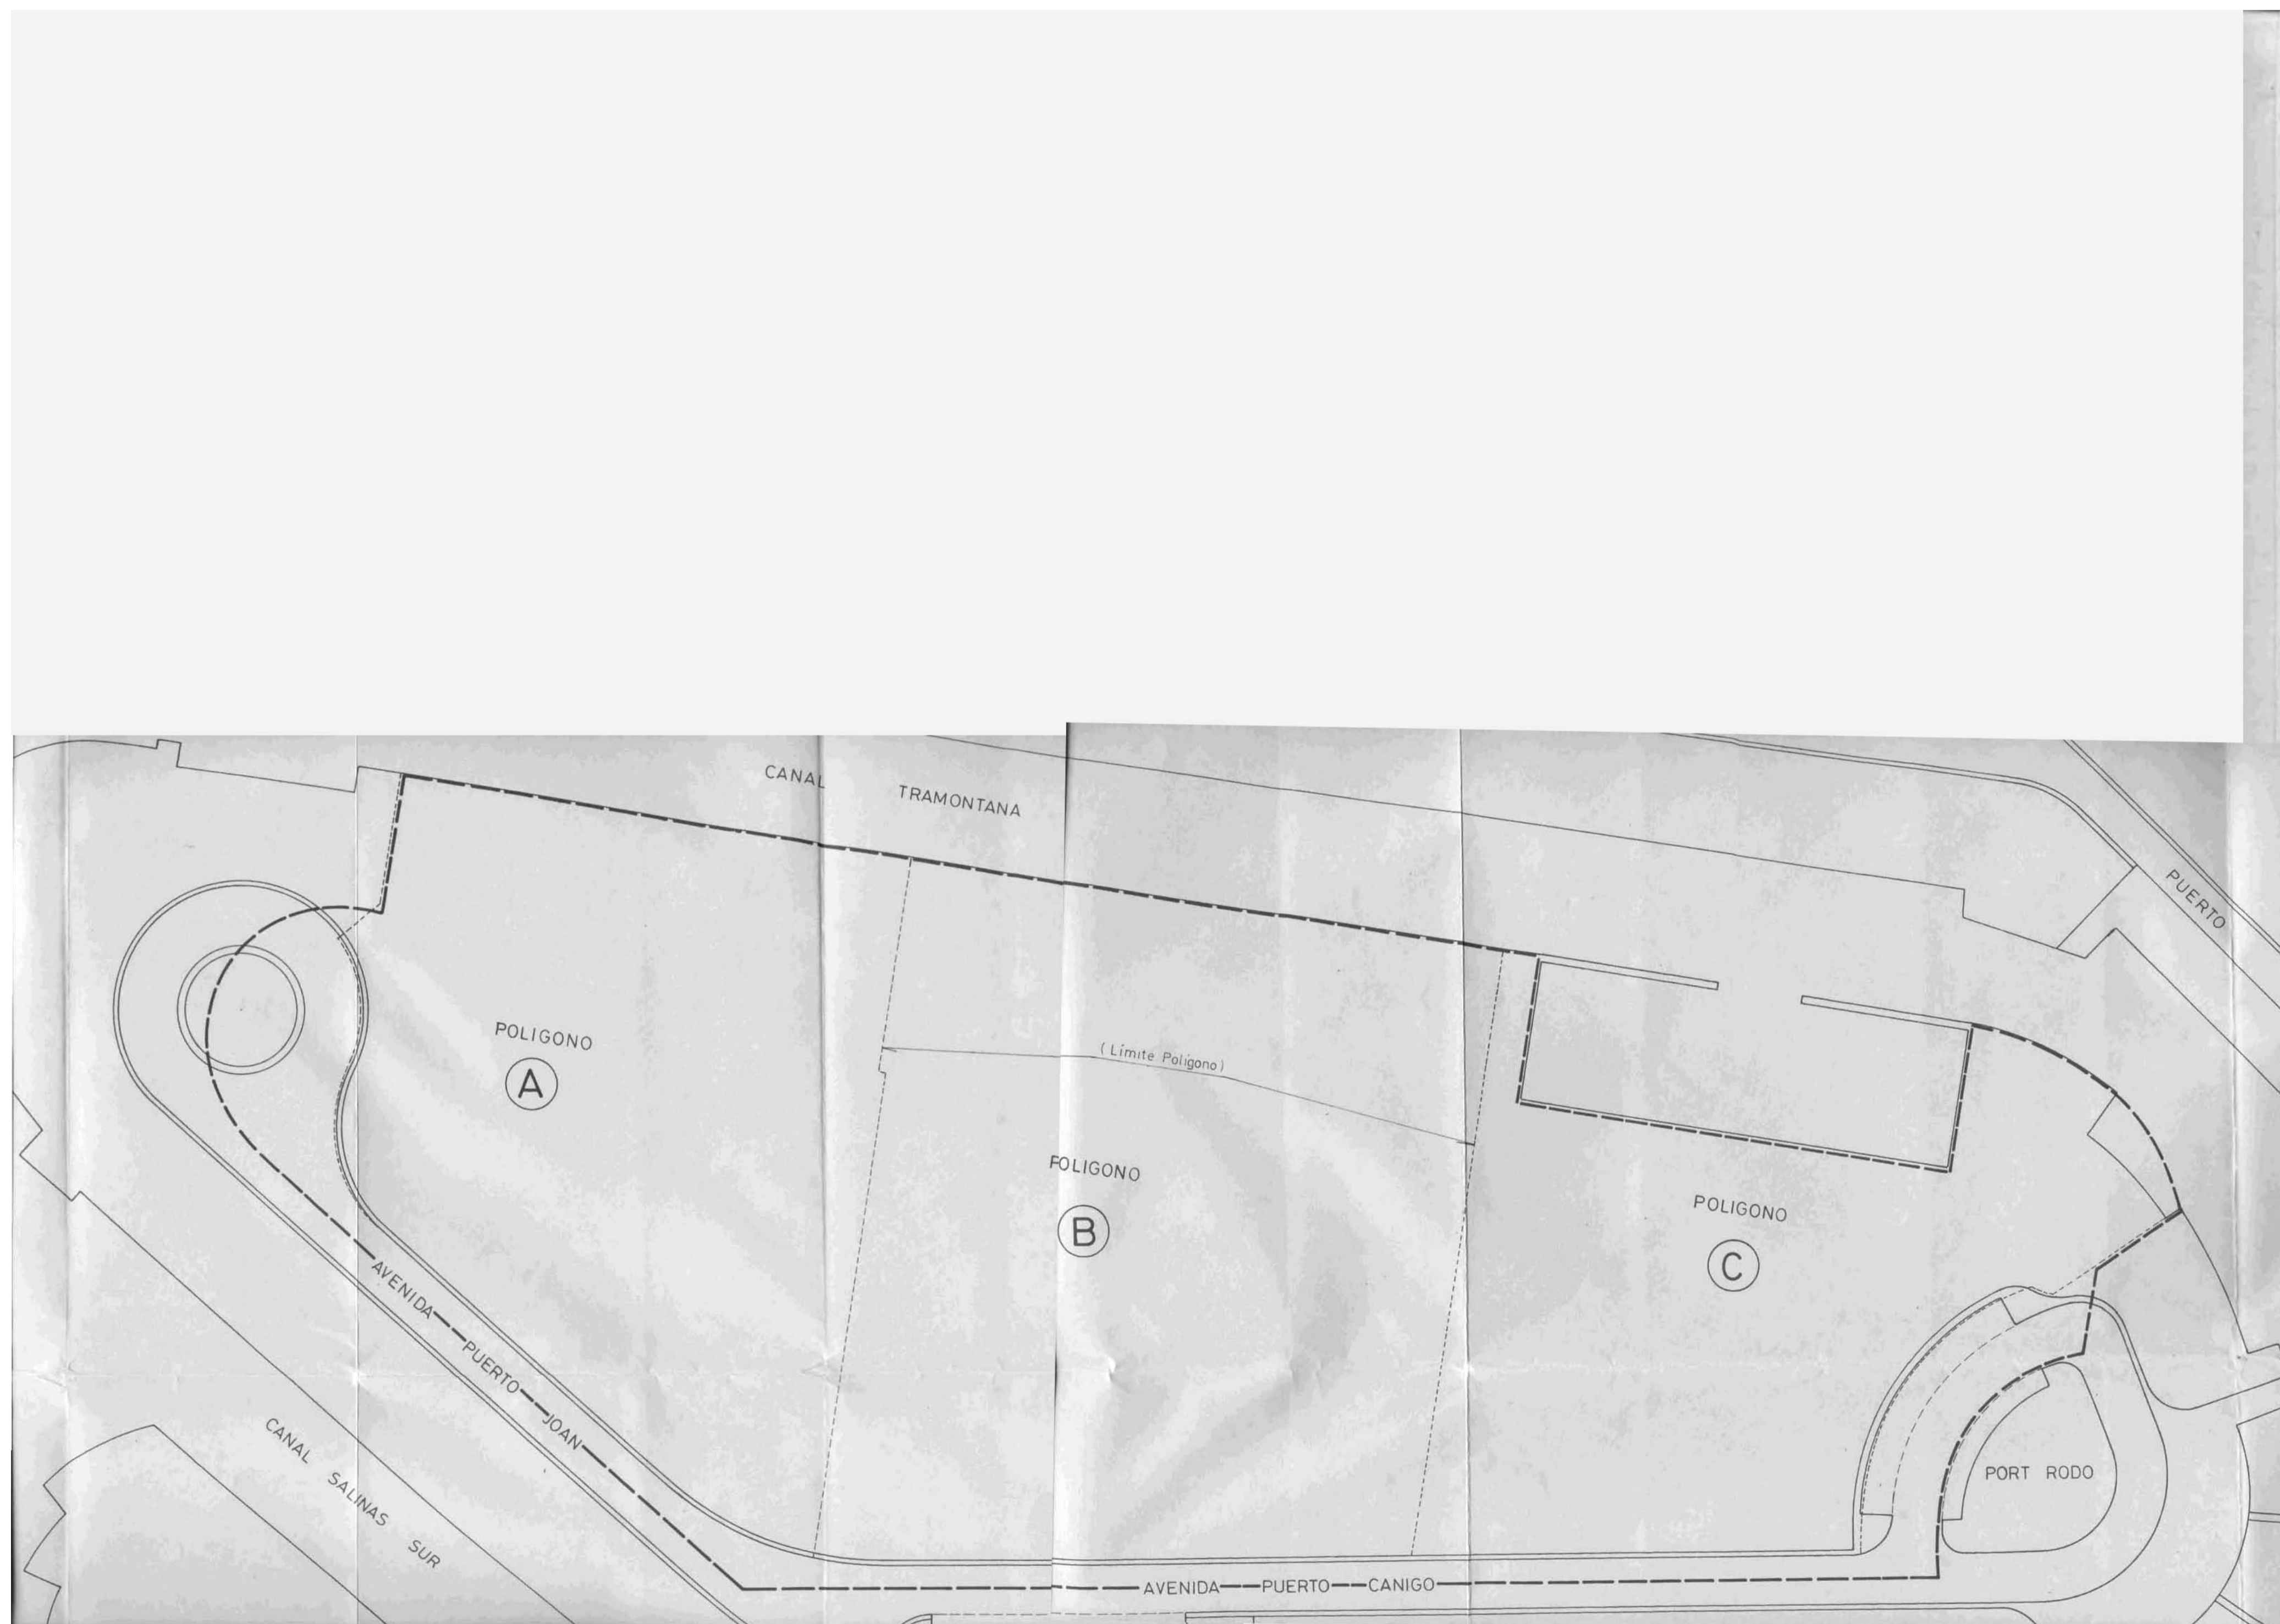 CANAL TRAMONTANA
PUERTO
POLIGONO
A
(Límite Polígono)
POLIGONO
B
POLIGONO
C
AVENIDA PUERTO JOAN
CANAL SALINAS SUR
PORT RODO
AVENIDA PUERTO CANIGO